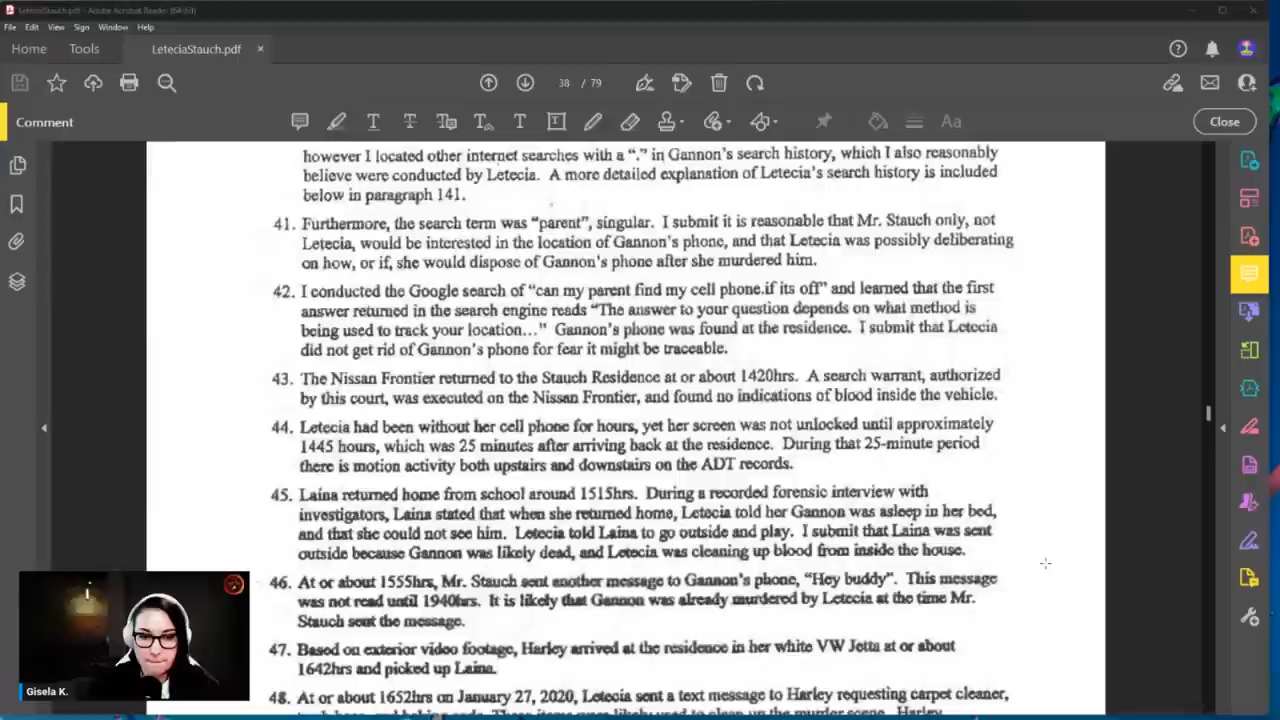 LeteciaStauch.pdf - Adobe Acrobat Reader (64-bit)
File Edit View Sign Window Help
Home Tools LeteciaStauch.pdf ×
38 / 79
Comment
Close
however I located other internet searches with a “.” in Gannon’s search history, which I also reasonably
believe were conducted by Letecia. A more detailed explanation of Letecia’s search history is included
below in paragraph 141.
41. Furthermore, the search term was “parent”, singular. I submit it is reasonable that Mr. Stauch only, not
Letecia, would be interested in the location of Gannon’s phone, and that Letecia was possibly deliberating
on how, or if, she would dispose of Gannon’s phone after she murdered him.
42. I conducted the Google search of “can my parent find my cell phone.if its off” and learned that the first
answer returned in the search engine reads “The answer to your question depends on what method is
being used to track your location...” Gannon’s phone was found at the residence. I submit that Letecia
did not get rid of Gannon’s phone for fear it might be traceable.
43. The Nissan Frontier returned to the Stauch Residence at or about 1420hrs. A search warrant, authorized
by this court, was executed on the Nissan Frontier, and found no indications of blood inside the vehicle.
44. Letecia had been without her cell phone for hours, yet her screen was not unlocked until approximately
1445 hours, which was 25 minutes after arriving back at the residence. During that 25-minute period
there is motion activity both upstairs and downstairs on the ADT records.
45. Laina returned home from school around 1515hrs. During a recorded forensic interview with
investigators, Laina stated that when she returned home, Letecia told her Gannon was asleep in her bed,
and that she could not see him. Letecia told Laina to go outside and play. I submit that Laina was sent
outside because Gannon was likely dead, and Letecia was cleaning up blood from inside the house.
46. At or about 1555hrs, Mr. Stauch sent another message to Gannon’s phone, “Hey buddy”. This message
was not read until 1940hrs. It is likely that Gannon was already murdered by Letecia at the time Mr.
Stauch sent the message.
47. Based on exterior video footage, Harley arrived at the residence in her white VW Jetta at or about
1642hrs and picked up Laina.
48. At or about 1652hrs on January 27, 2020, Letecia sent a text message to Harley requesting carpet cleaner,
Gisela K.